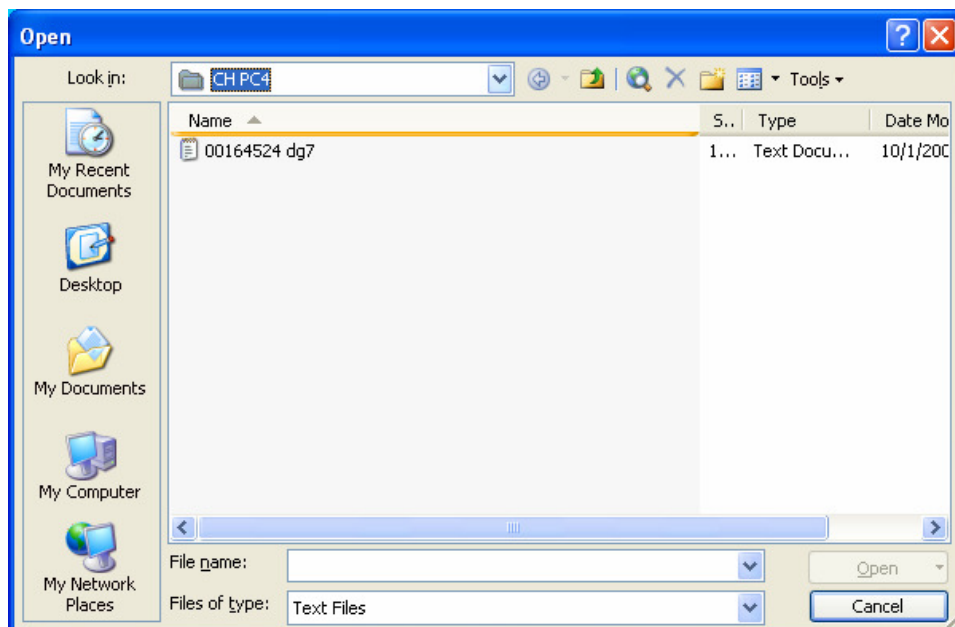 Open
Look in: CH PC4 Tools
Name S.. Type Date Mo
00164524 dg7 1... Text Docu... 10/1/200
My Recent
Documents
Desktop
My Documents
My Computer
My Network
Places
File name: Open
Files of type: Text Files Cancel